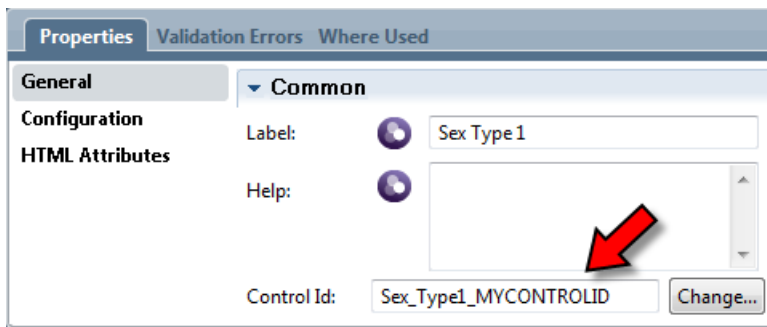 Properties Validation Errors Where Used
General
Common
Configuration
Label: Sex Type 1
HTML Attributes
Help:
Control Id: Sex_Type1_MYCONTROLID Change...